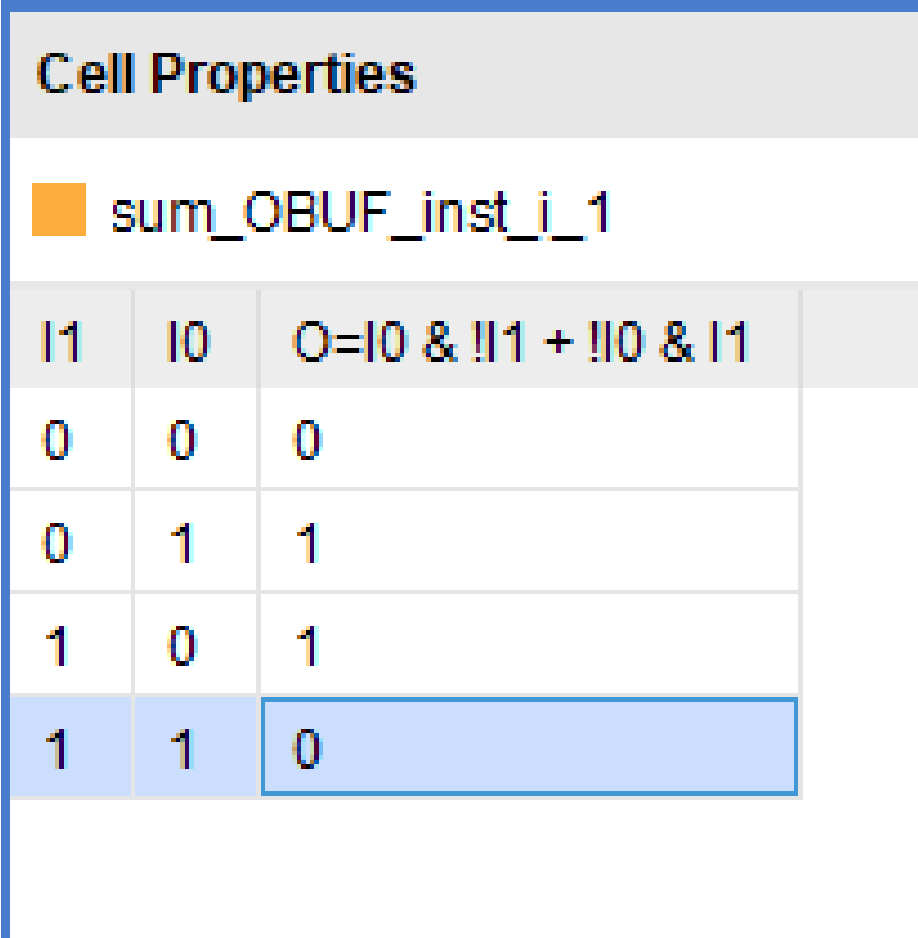 Cell Properties
sum_OBUF_inst_i_1
I1 I0 O=I0 & !I1 + !I0 & I1
0 0 0
0 1 1
1 0 1
1 1 0